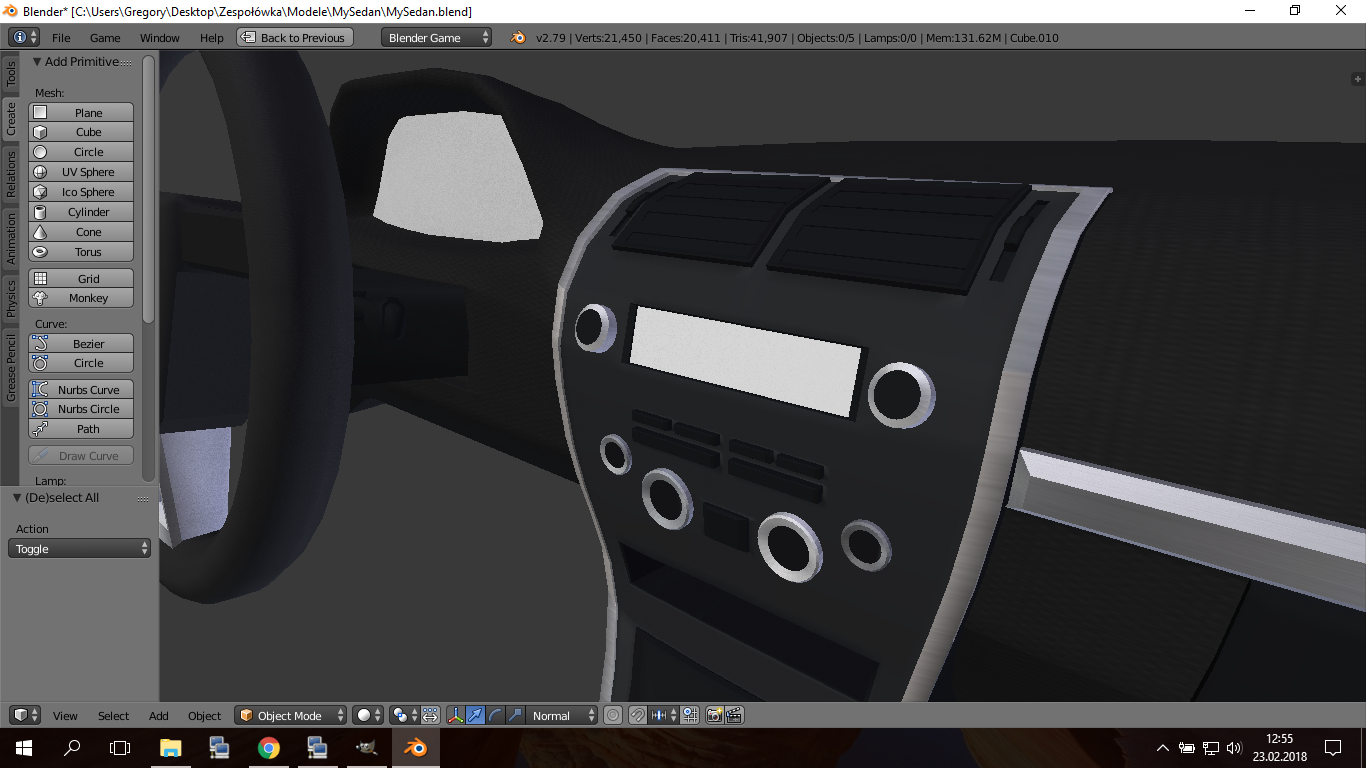 Blender* [C:\Users\Gregory\Desktop\Zespołówka\Modele\MySedan\MySedan.blend]
File Game Window Help Back to Previous Blender Game v2.79 | Verts:21,450 | Faces:20,411 | Tris:41,907 | Objects:0/5 | Lamps:0/0 | Mem:131.62M | Cube.010
Tools
Create
Relations
Animation
Physics
Grease Pencil
Add Primitive
Mesh:
Plane
Cube
Circle
UV Sphere
Ico Sphere
Cylinder
Cone
Torus
Grid
Monkey
Curve:
Bezier
Circle
Nurbs Curve
Nurbs Circle
Path
Draw Curve
Lamp:
(De)select All
Action
Toggle
View Select Add Object Object Mode Normal
12:55
23.02.2018